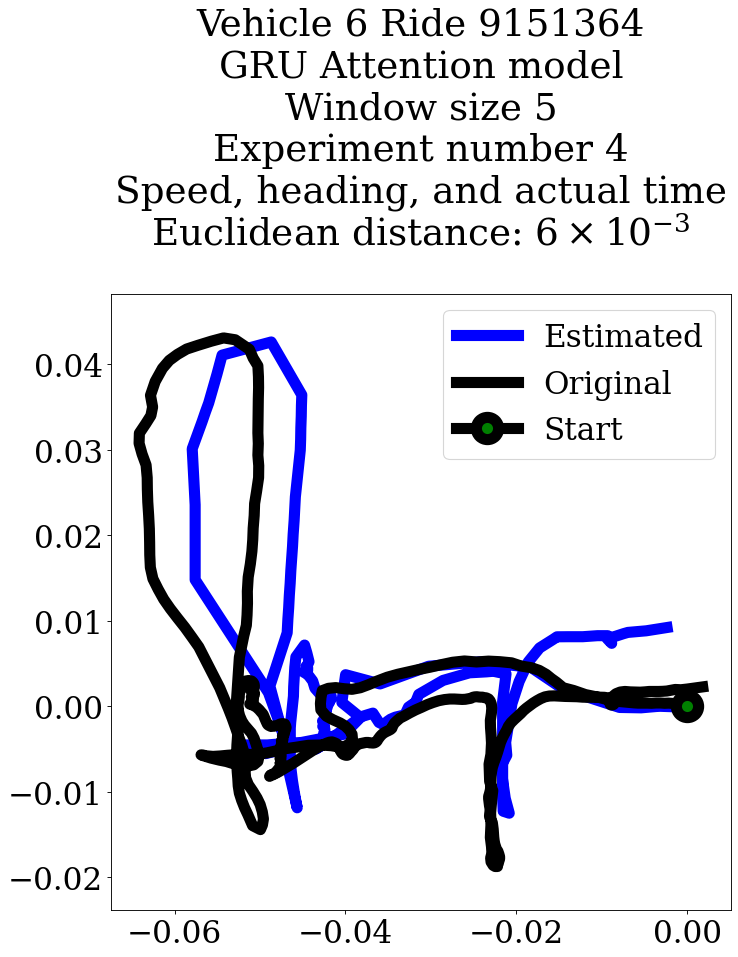 Vehicle 6 Ride 9151364
GRU Attention model
Window size 5
Experiment number 4
Speed, heading, and actual time
Euclidean distance: 6 × 10⁻³
Estimated
Original
Start
0.04
0.03
0.02
0.01
0.00
−0.01
−0.02
−0.06 −0.04 −0.02 0.00